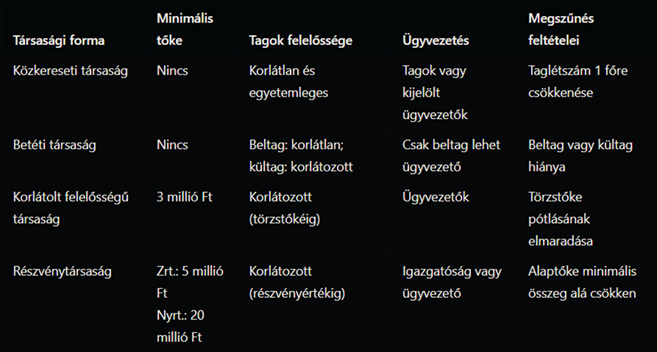 Társasági forma
Minimális
tőke
Tagok felelőssége
Ügyvezetés
Megszűnés
feltételei
Közkereseti társaság
Nincs
Korlátlan és
egyetemleges
Tagok vagy
kijelölt
ügyvezetők
Taglétszám 1 főre
csökkenése
Betéti társaság
Nincs
Beltag: korlátlan;
kültag: korlátozott
Csak beltag lehet
ügyvezető
Beltag vagy kültag
hiánya
Korlátolt felelősségű
társaság
3 millió Ft
Korlátozott
(törzstőkéig)
Ügyvezetők
Törzstőke
pótlásának
elmaradása
Részvénytársaság
Zrt.: 5 millió
Ft
Nyrt.: 20
millió Ft
Korlátozott
(részvényértékig)
Igazgatóság vagy
ügyvezető
Alaptőke minimális
összeg alá csökken